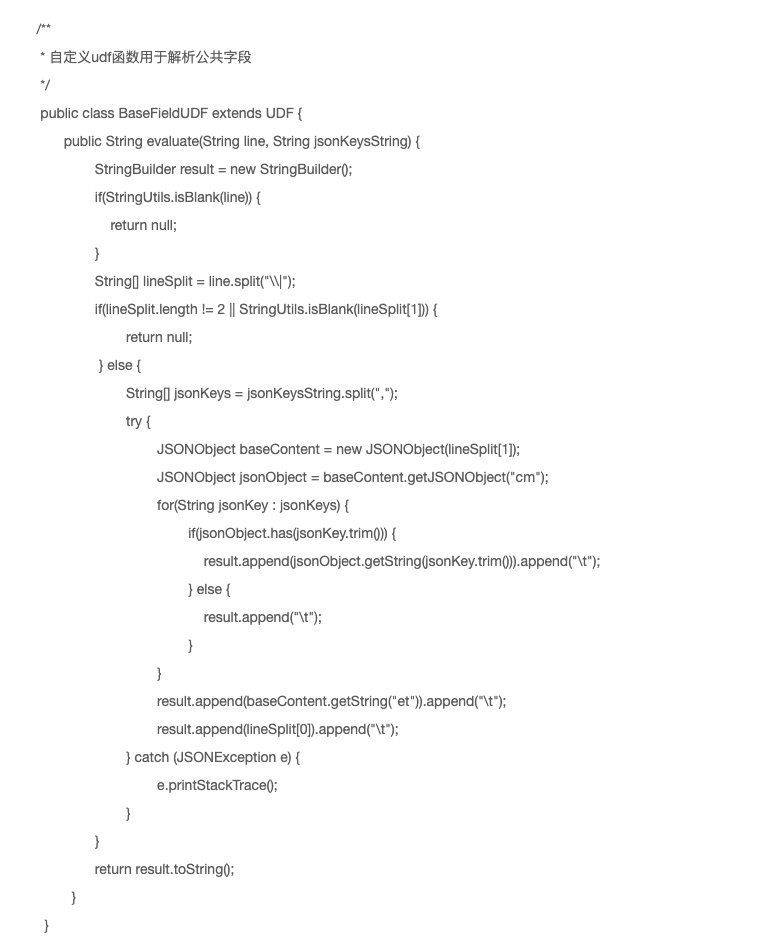 /**
 * 自定义udf函数用于解析公共字段
 */
 public class BaseFieldUDF extends UDF {
       public String evaluate(String line, String jsonKeysString) {
               StringBuilder result = new StringBuilder();
               if(StringUtils.isBlank(line)) {
                   return null;
               }
               String[] lineSplit = line.split("\\|");
               if(lineSplit.length != 2 || StringUtils.isBlank(lineSplit[1])) {
                       return null;
                } else {
                       String[] jsonKeys = jsonKeysString.split(",");
                       try {
                               JSONObject baseContent = new JSONObject(lineSplit[1]);
                               JSONObject jsonObject = baseContent.getJSONObject("cm");
                               for(String jsonKey : jsonKeys) {
                                       if(jsonObject.has(jsonKey.trim())) {
                                           result.append(jsonObject.getString(jsonKey.trim())).append("\t");
                                       } else {
                                           result.append("\t");
                                       }
                               }
                               result.append(baseContent.getString("et")).append("\t");
                               result.append(lineSplit[0]).append("\t");
                       } catch (JSONException e) {
                               e.printStackTrace();
                       }
               }
               return result.toString();
         }
  }